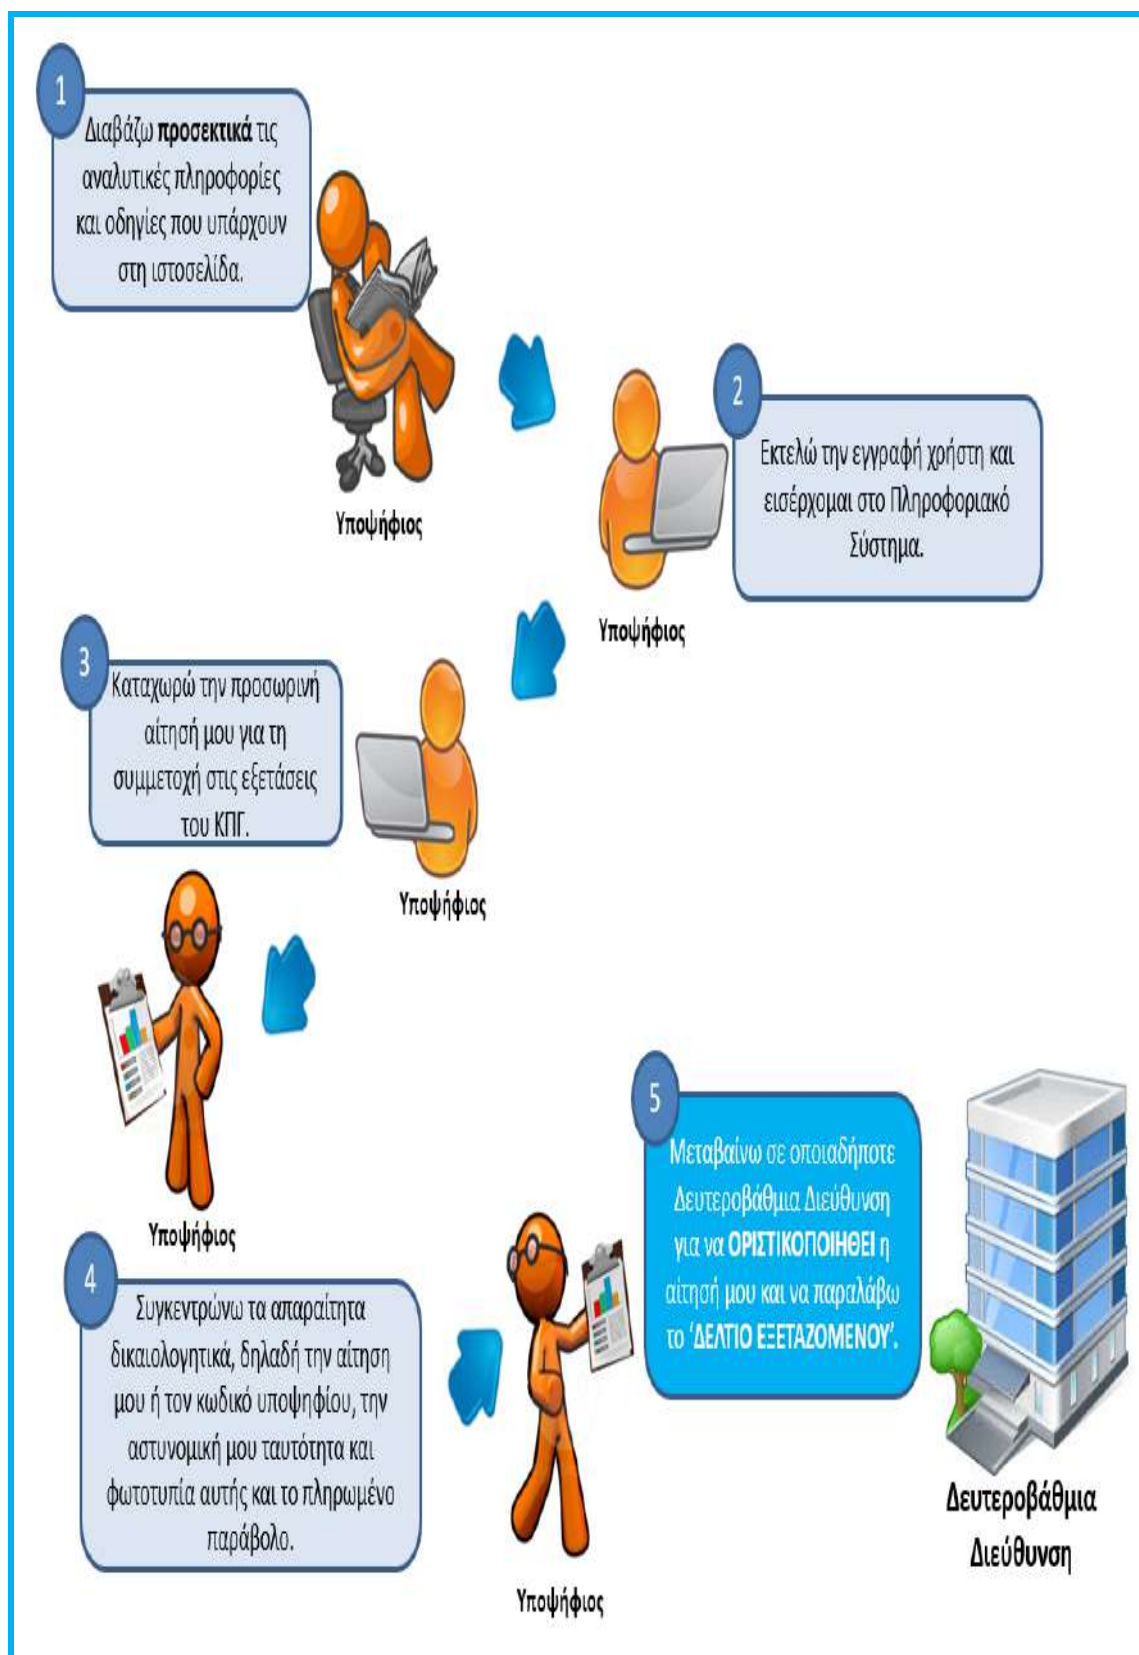 1
Διαβάζω προσεκτικά τις
αναλυτικές πληροφορίες
και οδηγίες που υπάρχουν
στη ιστοσελίδα.
Υποψήφιος
2
Εκτελώ την εγγραφή χρήστη και
εισέρχομαι στο Πληροφοριακό
Σύστημα.
Υποψήφιος
3
Καταχωρώ την προσωρινή
αίτησή μου για τη
συμμετοχή στις εξετάσεις
του ΚΠΓ.
Υποψήφιος
Υποψήφιος
4
Συγκεντρώνω τα απαραίτητα
δικαιολογητικά, δηλαδή την αίτηση
μου ή τον κωδικό υποψηφίου, την
αστυνομική μου ταυτότητα και
φωτοτυπία αυτής και το πληρωμένο
παράβολο.
Υποψήφιος
5
Μεταβαίνω σε οποιαδήποτε
Δευτεροβάθμια Διεύθυνση
για να ΟΡΙΣΤΙΚΟΠΟΙΗΘΕΙ η
αίτησή μου και να παραλάβω
το ‘ΔΕΛΤΙΟ ΕΞΕΤΑΖΟΜΕΝΟΥ’.
Δευτεροβάθμια
Διεύθυνση